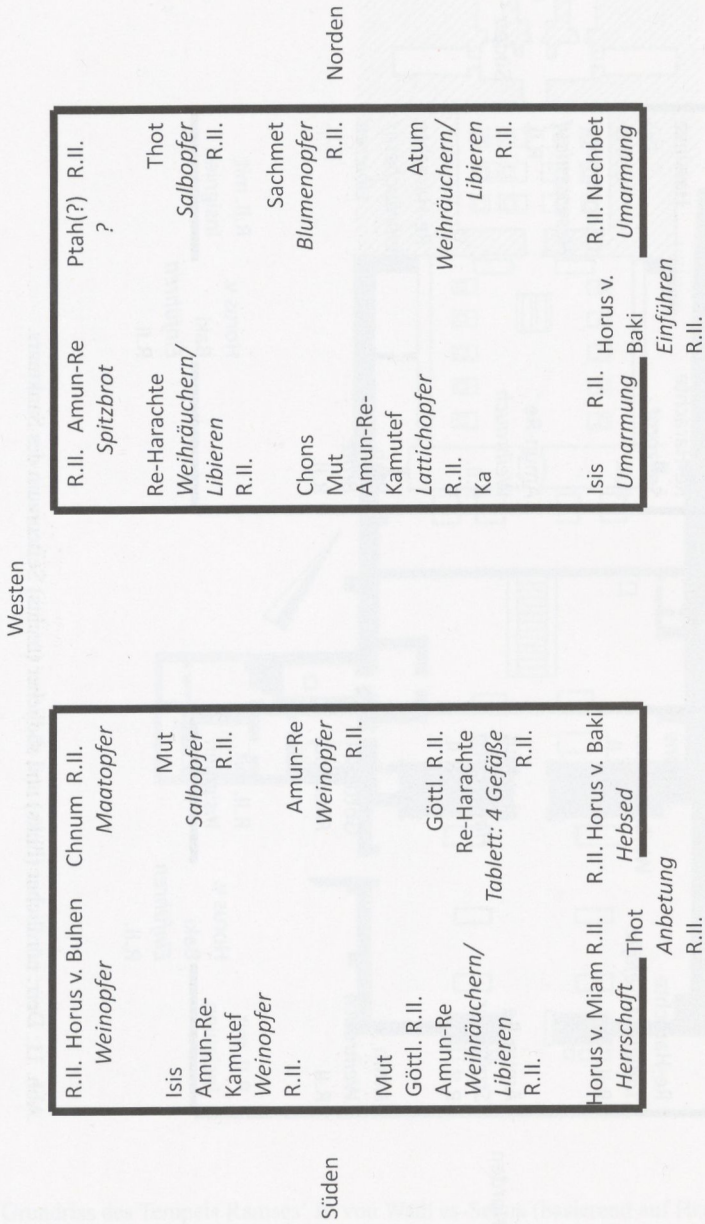 Westen
Süden
Norden
R.II. Horus v. Buhen
Weinopfer
Chnum R.II.
Maatopfer
Isis
Amun-Re-
Kamutef
Weinopfer
R.II.
Mut
Göttl. R.II.
Amun-Re
Weihräuchern/
Libieren
R.II.
Mut
Salbopfer
R.II.
Amun-Re
Weinopfer
R.II.
Göttl. R.II.
Re-Harachte
Tablett: 4 Gefäße
R.II.
Horus v. Miam R.II.
Herrschaft
R.II. Horus v. Baki
Hebsed
Thot
Anbetung
R.II.
R.II. Amun-Re
Spitzbrot
Ptah(?) R.II.
?
Re-Harachte
Weihräuchern/
Libieren
R.II.
Chons
Mut
Amun-Re-
Kamutef
Lattichopfer
R.II.
Ka
Thot
Salbopfer
R.II.
Sachmet
Blumenopfer
R.II.
Atum
Weihräuchern/
Libieren
R.II.
Isis R.II.
Umarmung
R.II. Nechbet
Umarmung
Horus v.
Baki
Einführen
R.II.